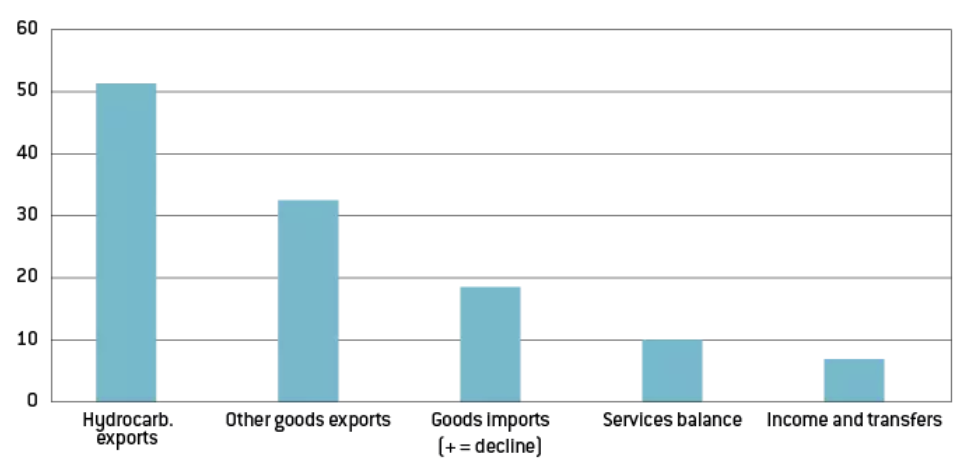 60
50
40
30
20
10
0
Hydrocarb.
exports
Other goods exports
Goods imports
(+ = decline)
Services balance
Income and transfers